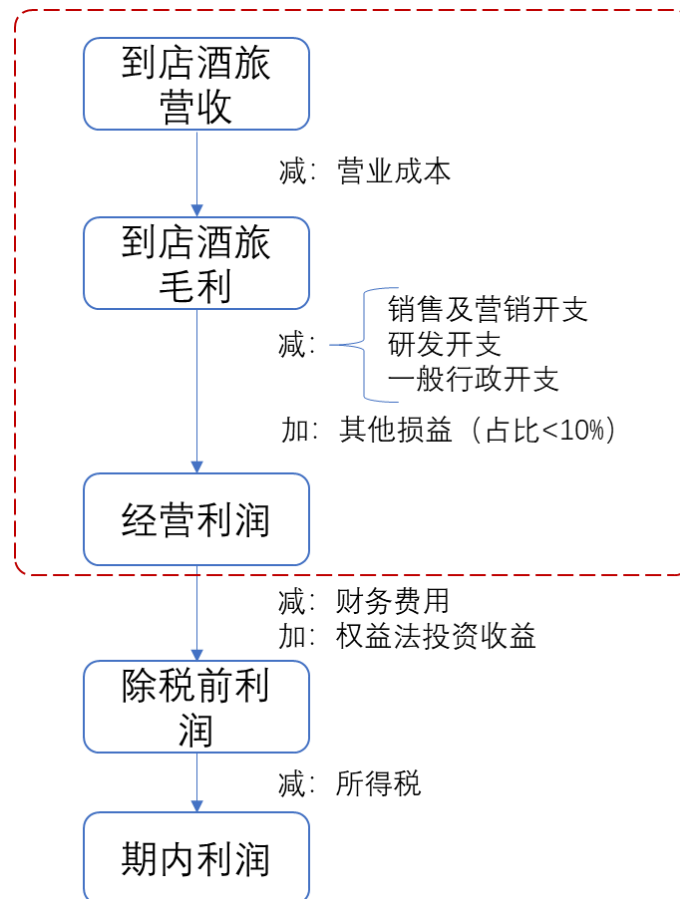 到店酒旅
营收
减：营业成本
到店酒旅
毛利
销售及营销开支
减：
研发开支
一般行政开支
加：其他损益（占比<10%）
经营利润
减：财务费用
加：权益法投资收益
除税前利
润
减：所得税
期内利润